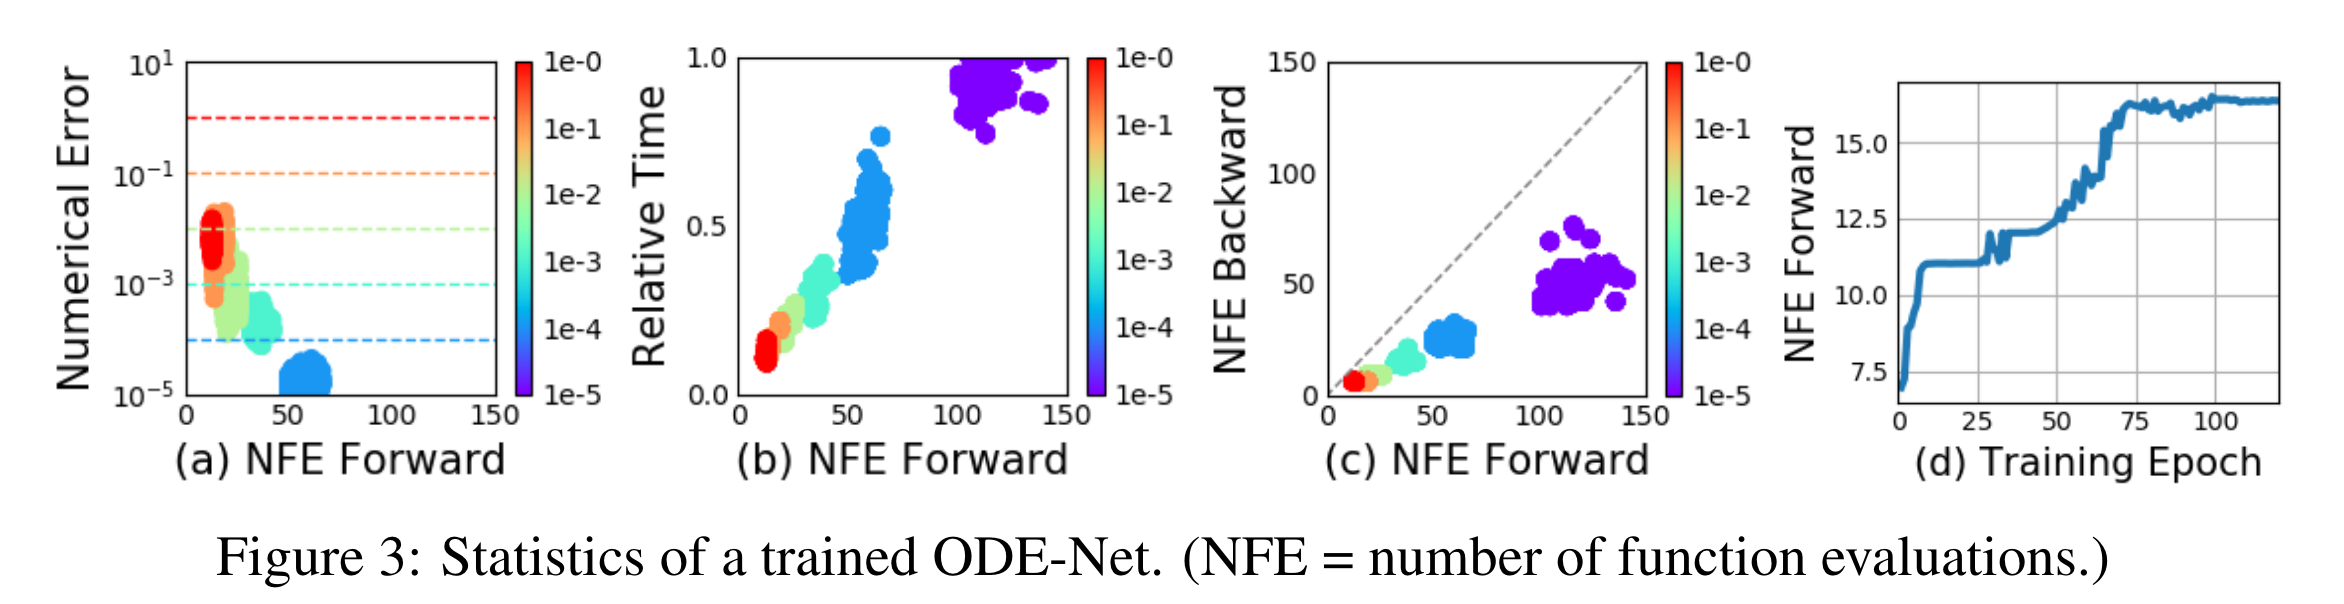 Numerical Error
10¹
10⁻¹
10⁻³
10⁻⁵
0 50 100 150
(a) NFE Forward
1e-0
1e-1
1e-2
1e-3
1e-4
1e-5
Relative Time
1.0
0.5
0.0
0 50 100 150
(b) NFE Forward
1e-0
1e-1
1e-2
1e-3
1e-4
1e-5
NFE Backward
150
100
50
0
0 50 100 150
(c) NFE Forward
1e-0
1e-1
1e-2
1e-3
1e-4
1e-5
NFE Forward
15.0
12.5
10.0
7.5
0 25 50 75 100
(d) Training Epoch
Figure 3: Statistics of a trained ODE-Net. (NFE = number of function evaluations.)